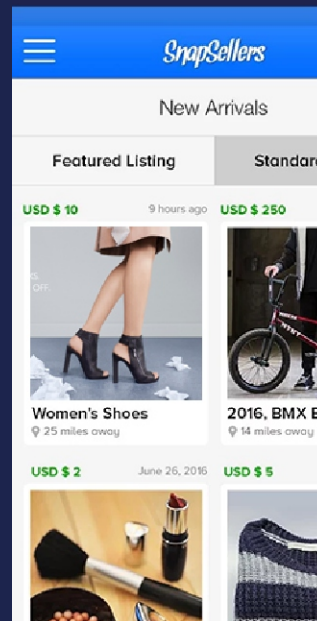 SnapSellers
New Arrivals
Featured Listing
Standar
USD $ 10
9 hours ago
USD $ 250
OFF.
Women's Shoes
25 miles away
2016, BMX B
14 miles away
USD $ 2
June 26, 2016
USD $ 5